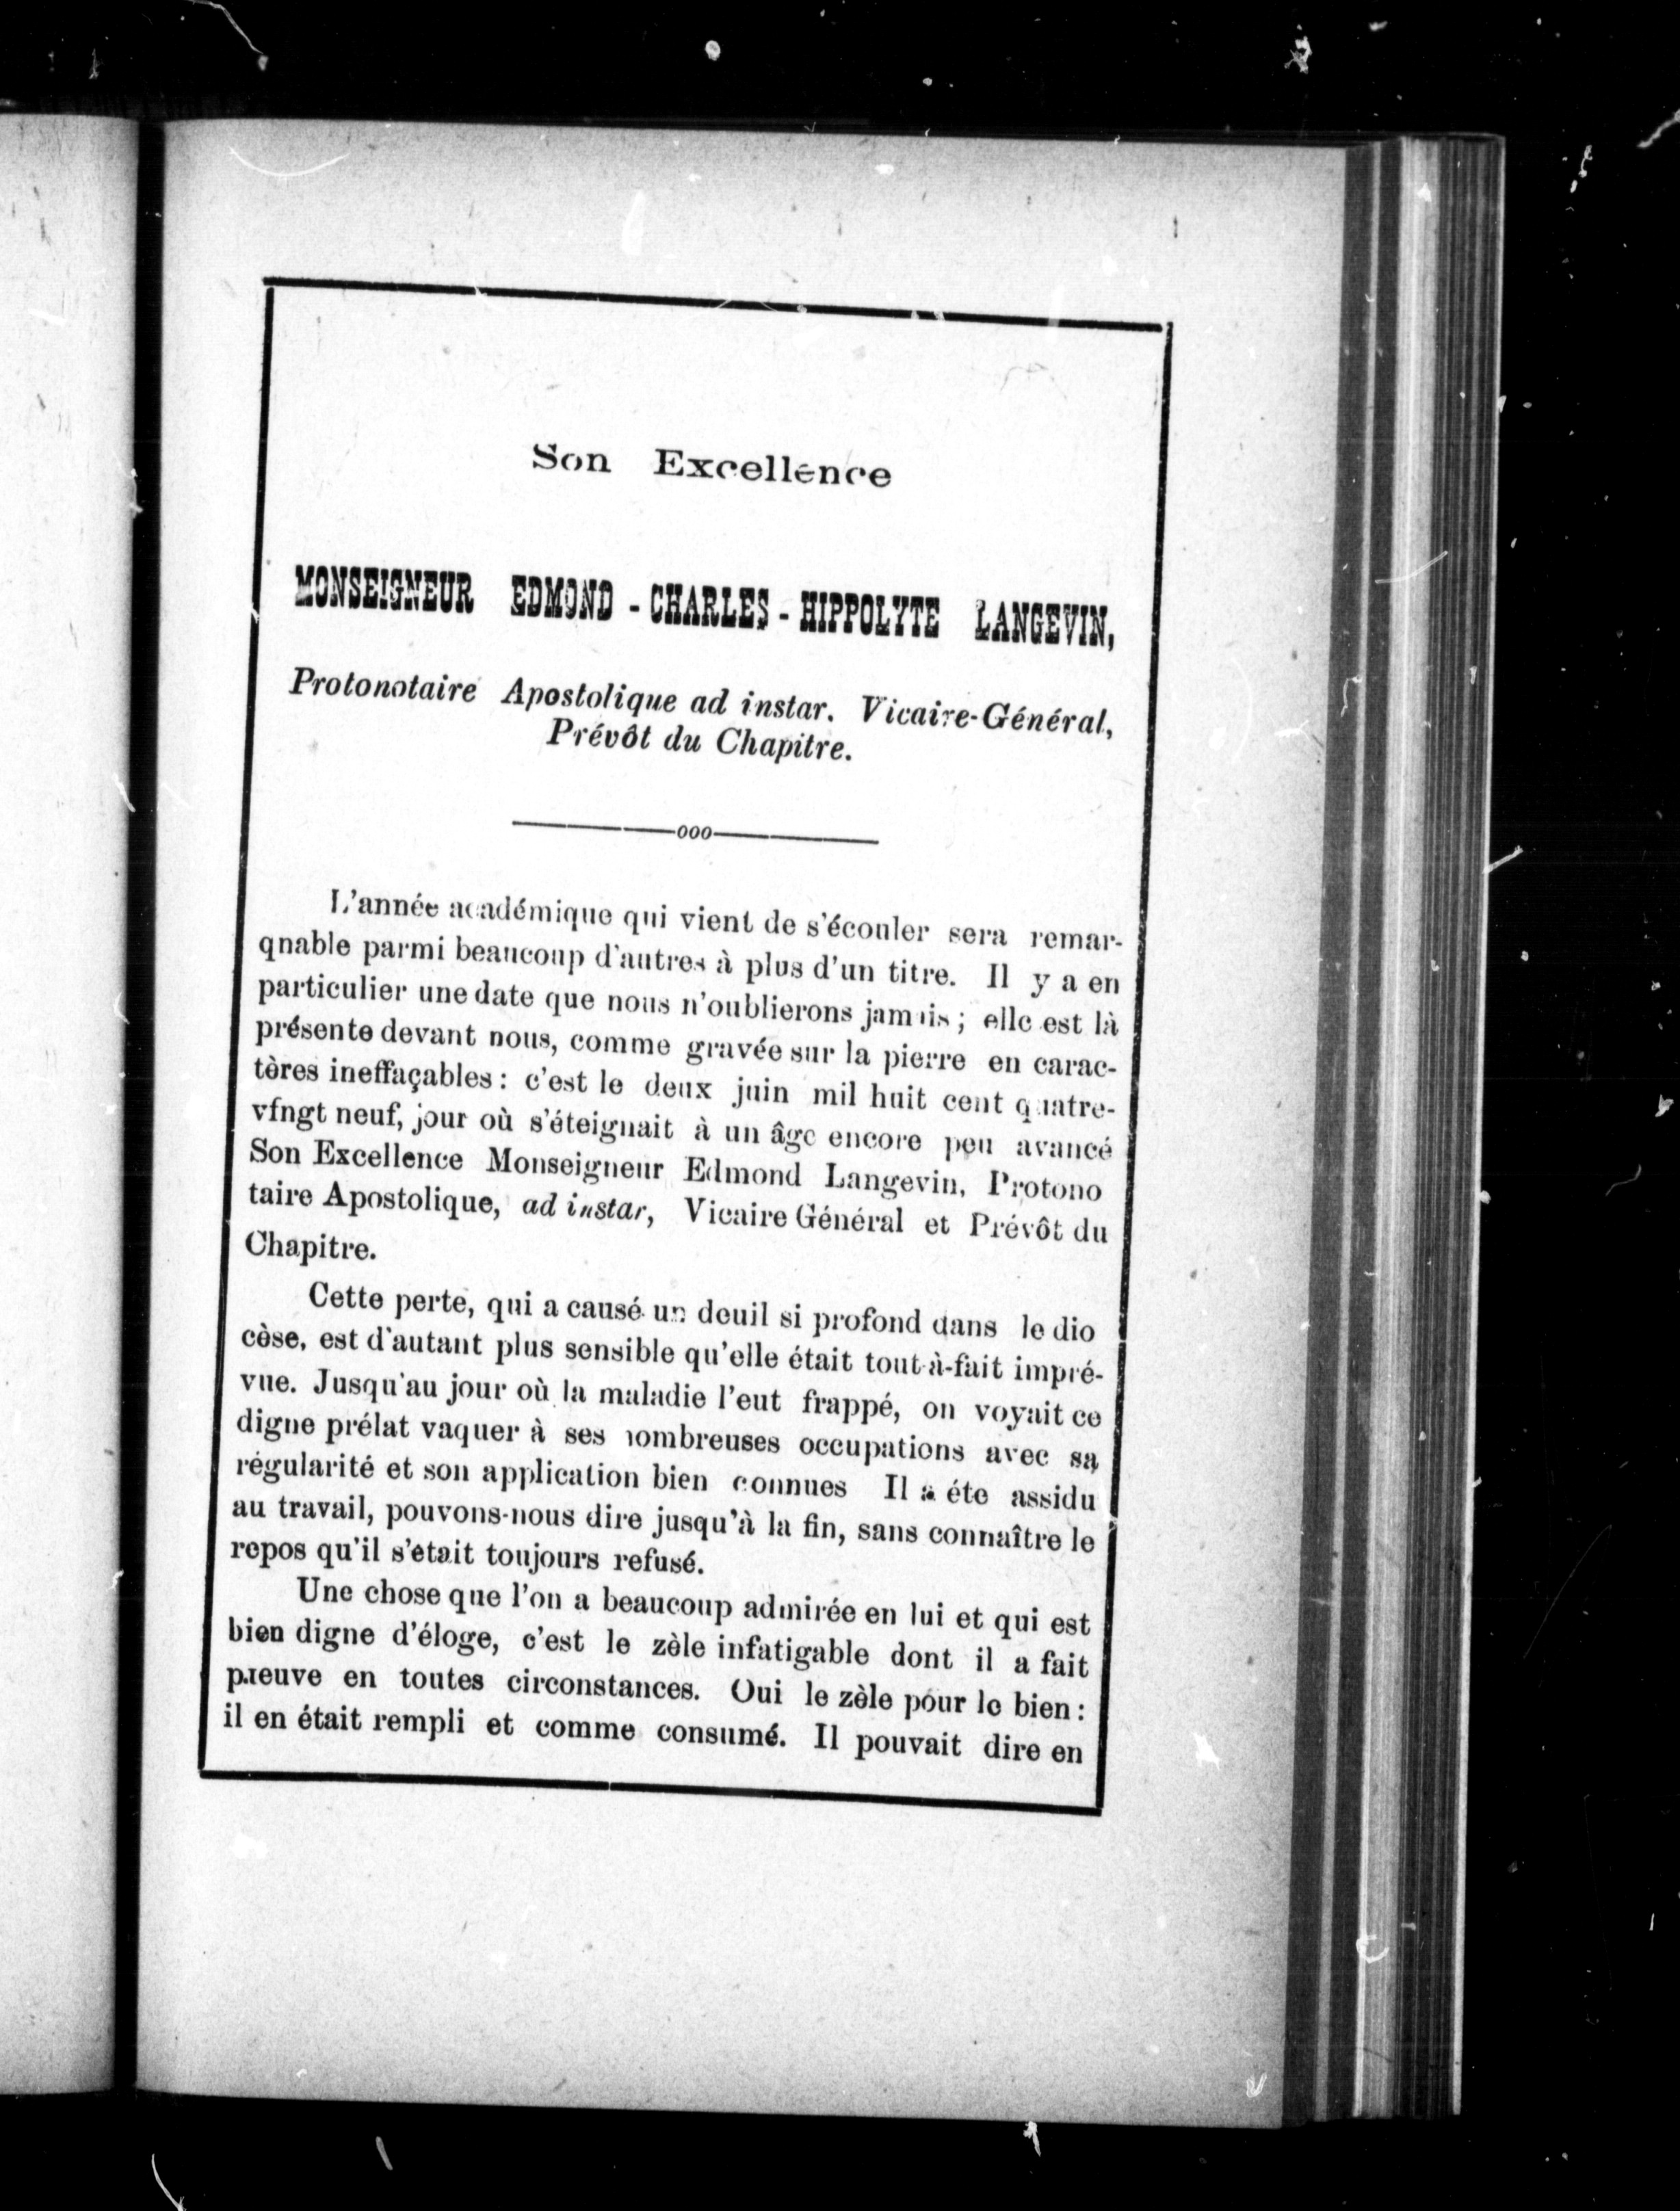 Son Excellence
MONSEIGNEUR EDMOND - CHARLES - HIPPOLYTE LANGEVIN,
Protonotaire Apostolique ad instar. Vicaire-Général,
Prévôt du Chapitre.
ooo
L'année académique qui vient de s'éconler sera remar-
qnable parmi beaucoup d'autres à plus d'un titre. Il y a en
particulier une date que nous n'oublierons jamais ; elle est là
présente devant nous, comme gravée sur la pierre en carac-
tères ineffaçables : c'est le deux juin mil huit cent quatre-
vfngt neuf, jour où s'éteignait à un âge encore peu avancé
Son Excellence Monseigneur Edmond Langevin, Protono
taire Apostolique, ad instar, Vicaire Général et Prévôt du
Chapitre.
Cette perte, qui a causé un deuil si profond dans le dio
cèse, est d'autant plus sensible qu'elle était tout-à-fait impré-
vue. Jusqu'au jour où la maladie l'eut frappé, on voyait ce
digne prélat vaquer à ses nombreuses occupations avec sa
régularité et son application bien connues Il a éte assidu
au travail, pouvons-nous dire jusqu'à la fin, sans connaître le
repos qu'il s'etait toujours refusé.
Une chose que l'on a beaucoup admirée en lui et qui est
bien digne d'éloge, c'est le zèle infatigable dont il a fait
preuve en toutes circonstances. Oui le zèle pour le bien :
il en était rempli et comme consumé. Il pouvait dire en